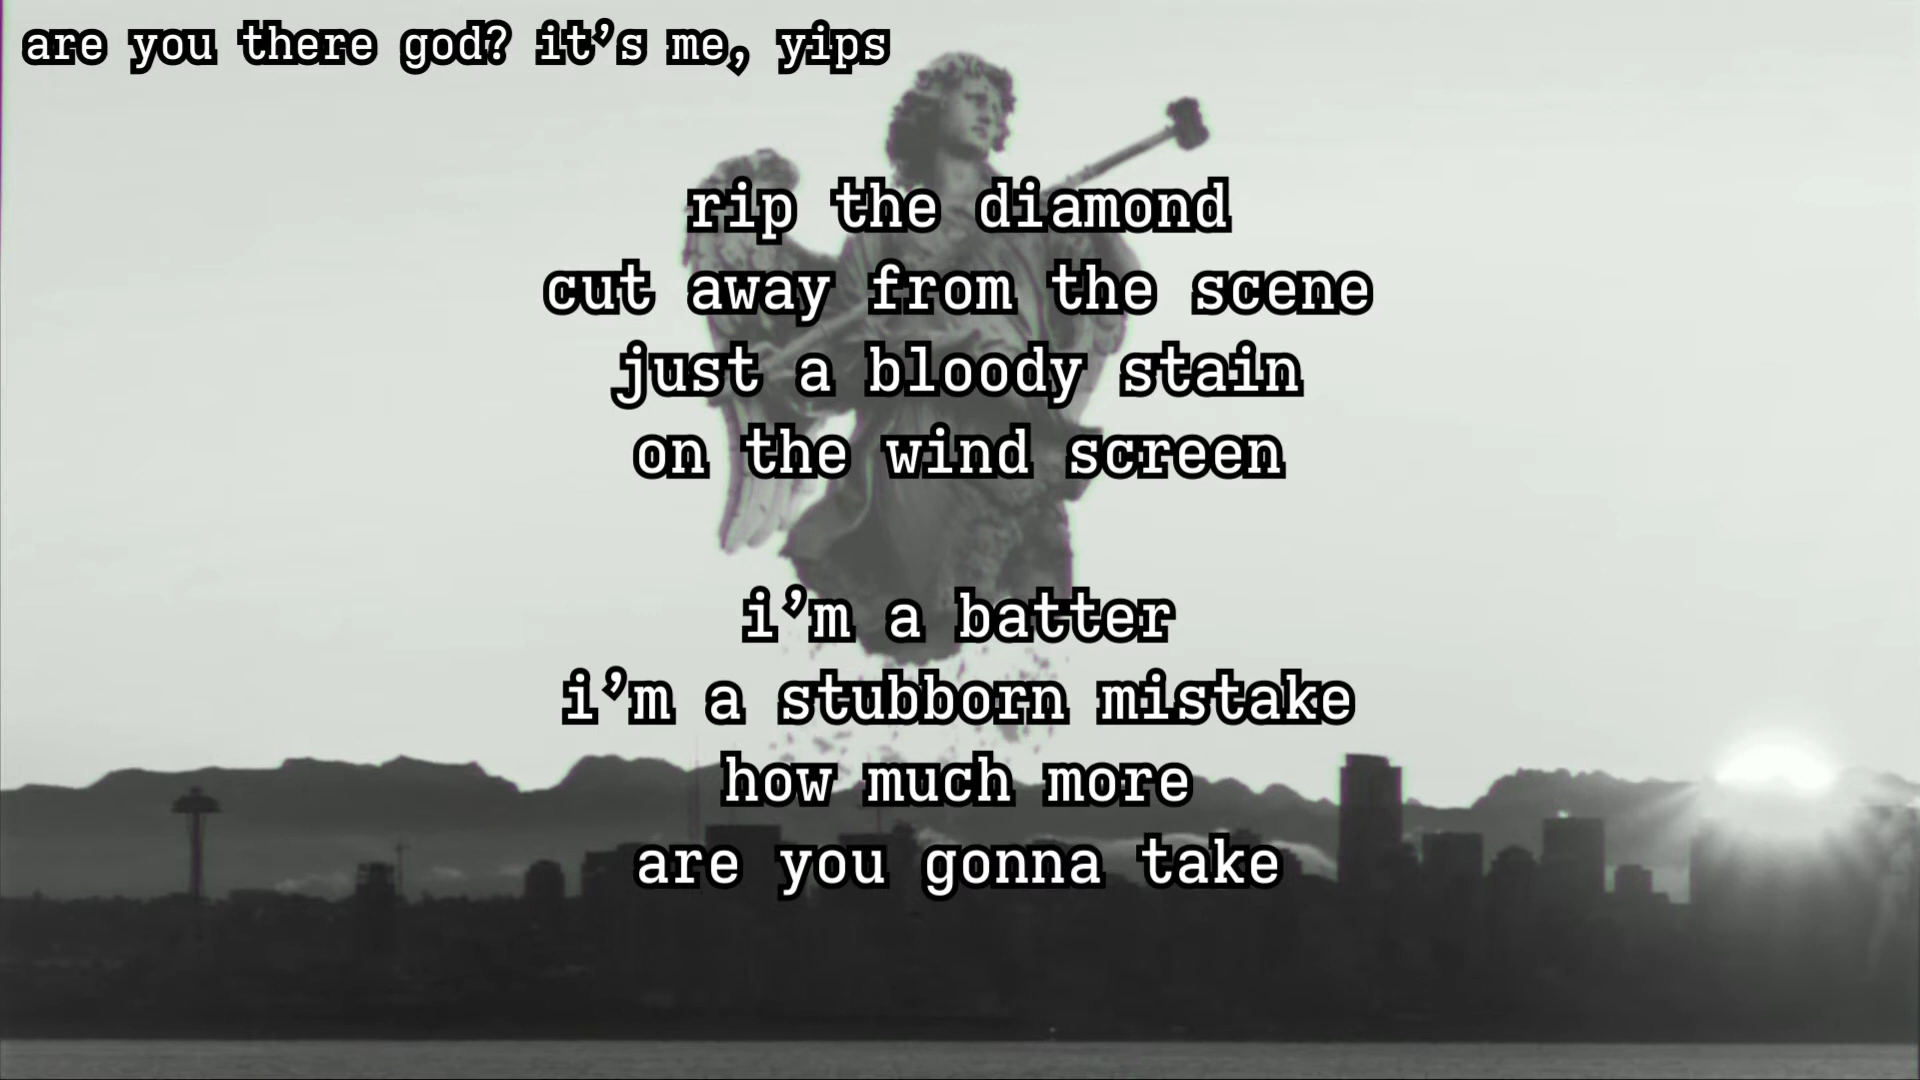 are you there god? it’s me, yips
rip the diamond
cut away from the scene
just a bloody stain
on the wind screen
i’m a batter
i’m a stubborn mistake
how much more
are you gonna take